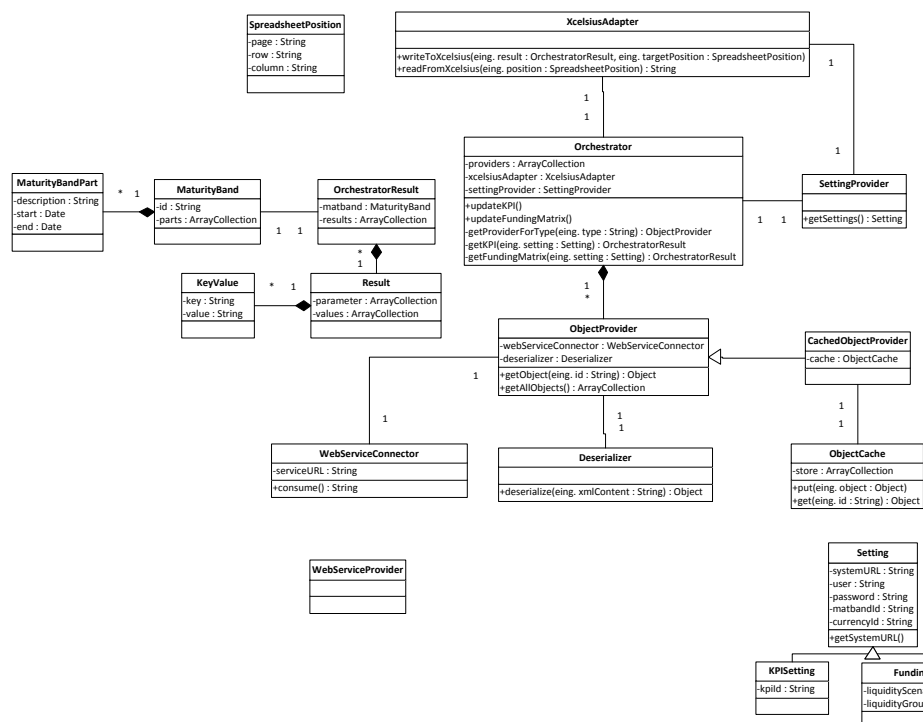 SpreadsheetPosition
-page : String
-row : String
-column : String
XcelsiusAdapter
+writeToXcelsius(eing. result : OrchestratorResult, eing. targetPosition : SpreadsheetPosition)
+readFromXcelsius(eing. position : SpreadsheetPosition) : String
1
1
1
1
Orchestrator
-providers : ArrayCollection
-xcelsiusAdapter : XcelsiusAdapter
-settingProvider : SettingProvider
+updateKPI()
+updateFundingMatrix()
-getProviderForType(eing. type : String) : ObjectProvider
-getKPI(eing. setting : Setting) : OrchestratorResult
-getFundingMatrix(eing. setting : Setting) : OrchestratorResult
1 1
SettingProvider
+getSettings() : Setting
MaturityBandPart
-description : String
-start : Date
-end : Date
* 1
MaturityBand
-id : String
-parts : ArrayCollection
1 1
OrchestratorResult
-matband : MaturityBand
-results : ArrayCollection
*
1
KeyValue
-key : String
-value : String
* 1
Result
-parameter : ArrayCollection
-values : ArrayCollection
1
*
ObjectProvider
-webServiceConnector : WebServiceConnector
-deserializer : Deserializer
+getObject(eing. id : String) : Object
+getAllObjects() : ArrayCollection
CachedObjectProvider
-cache : ObjectCache
1
1
1
1
1
1
WebServiceConnector
-serviceURL : String
+consume() : String
Deserializer
+deserialize(eing. xmlContent : String) : Object
ObjectCache
-store : ArrayCollection
+put(eing. object : Object)
+get(eing. id : String) : Object
WebServiceProvider
Setting
-systemURL : String
-user : String
-password : String
-matbandId : String
-currencyId : String
+getSystemURL()
KPISetting
-kpiId : String
Fundin
-liquidityScena
-liquidityGrou